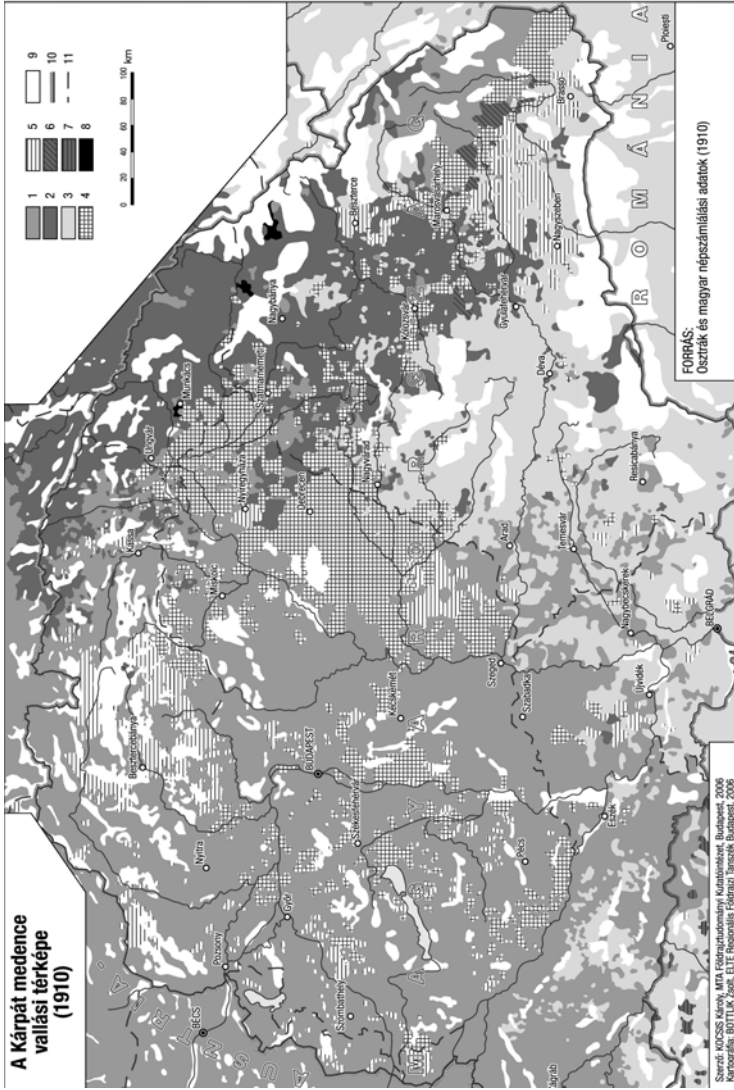 A Kárpát medence
vallási térképe
(1910)
1
2
3
4
5
6
7
8
9
10
11
0 20 40 60 80 100
km
BÉCS
Pozsony
Nyitra
Besztercebánya
Kassa
Ungvár
Munkács
Miskolc
Nyíregyháza
Szatmárnémeti
Nagybánya
Győr
BUDAPEST
Debrecen
Beszterce
Szombathely
Székesfehérvár
Kecskemét
Nagyvárad
Kolozsvár
Marosvásárhely
Pécs
Szeged
Szabadka
Arad
Déva
Gyulafehérvár
Nagyszeben
Brassó
Eszék
Újvidék
Temesvár
Nagybecskerek
Resicabánya
BELGRÁD
Ploiești
MAGYARORSZÁG
ROMÁNIA
FORRÁS:
Osztrák és magyar népszámlálási adatok (1910)
Szerző: KOCSIS Károly, MTA Földrajztudományi Kutatóintézet, Budapest, 2006
Kartográfia: BOTTLIK Zsolt, ELTE Regionális Földrajzi Tanszék Budapest, 2006